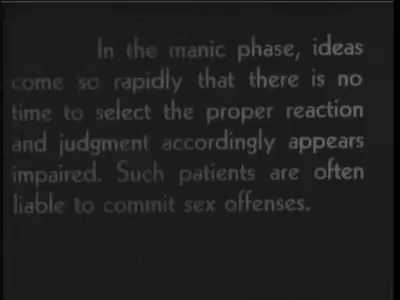 In the manic phase, ideas
come so rapidly that there is no
time to select the proper reaction
and judgment accordingly appears
impaired. Such patients are often
liable to commit sex offenses.